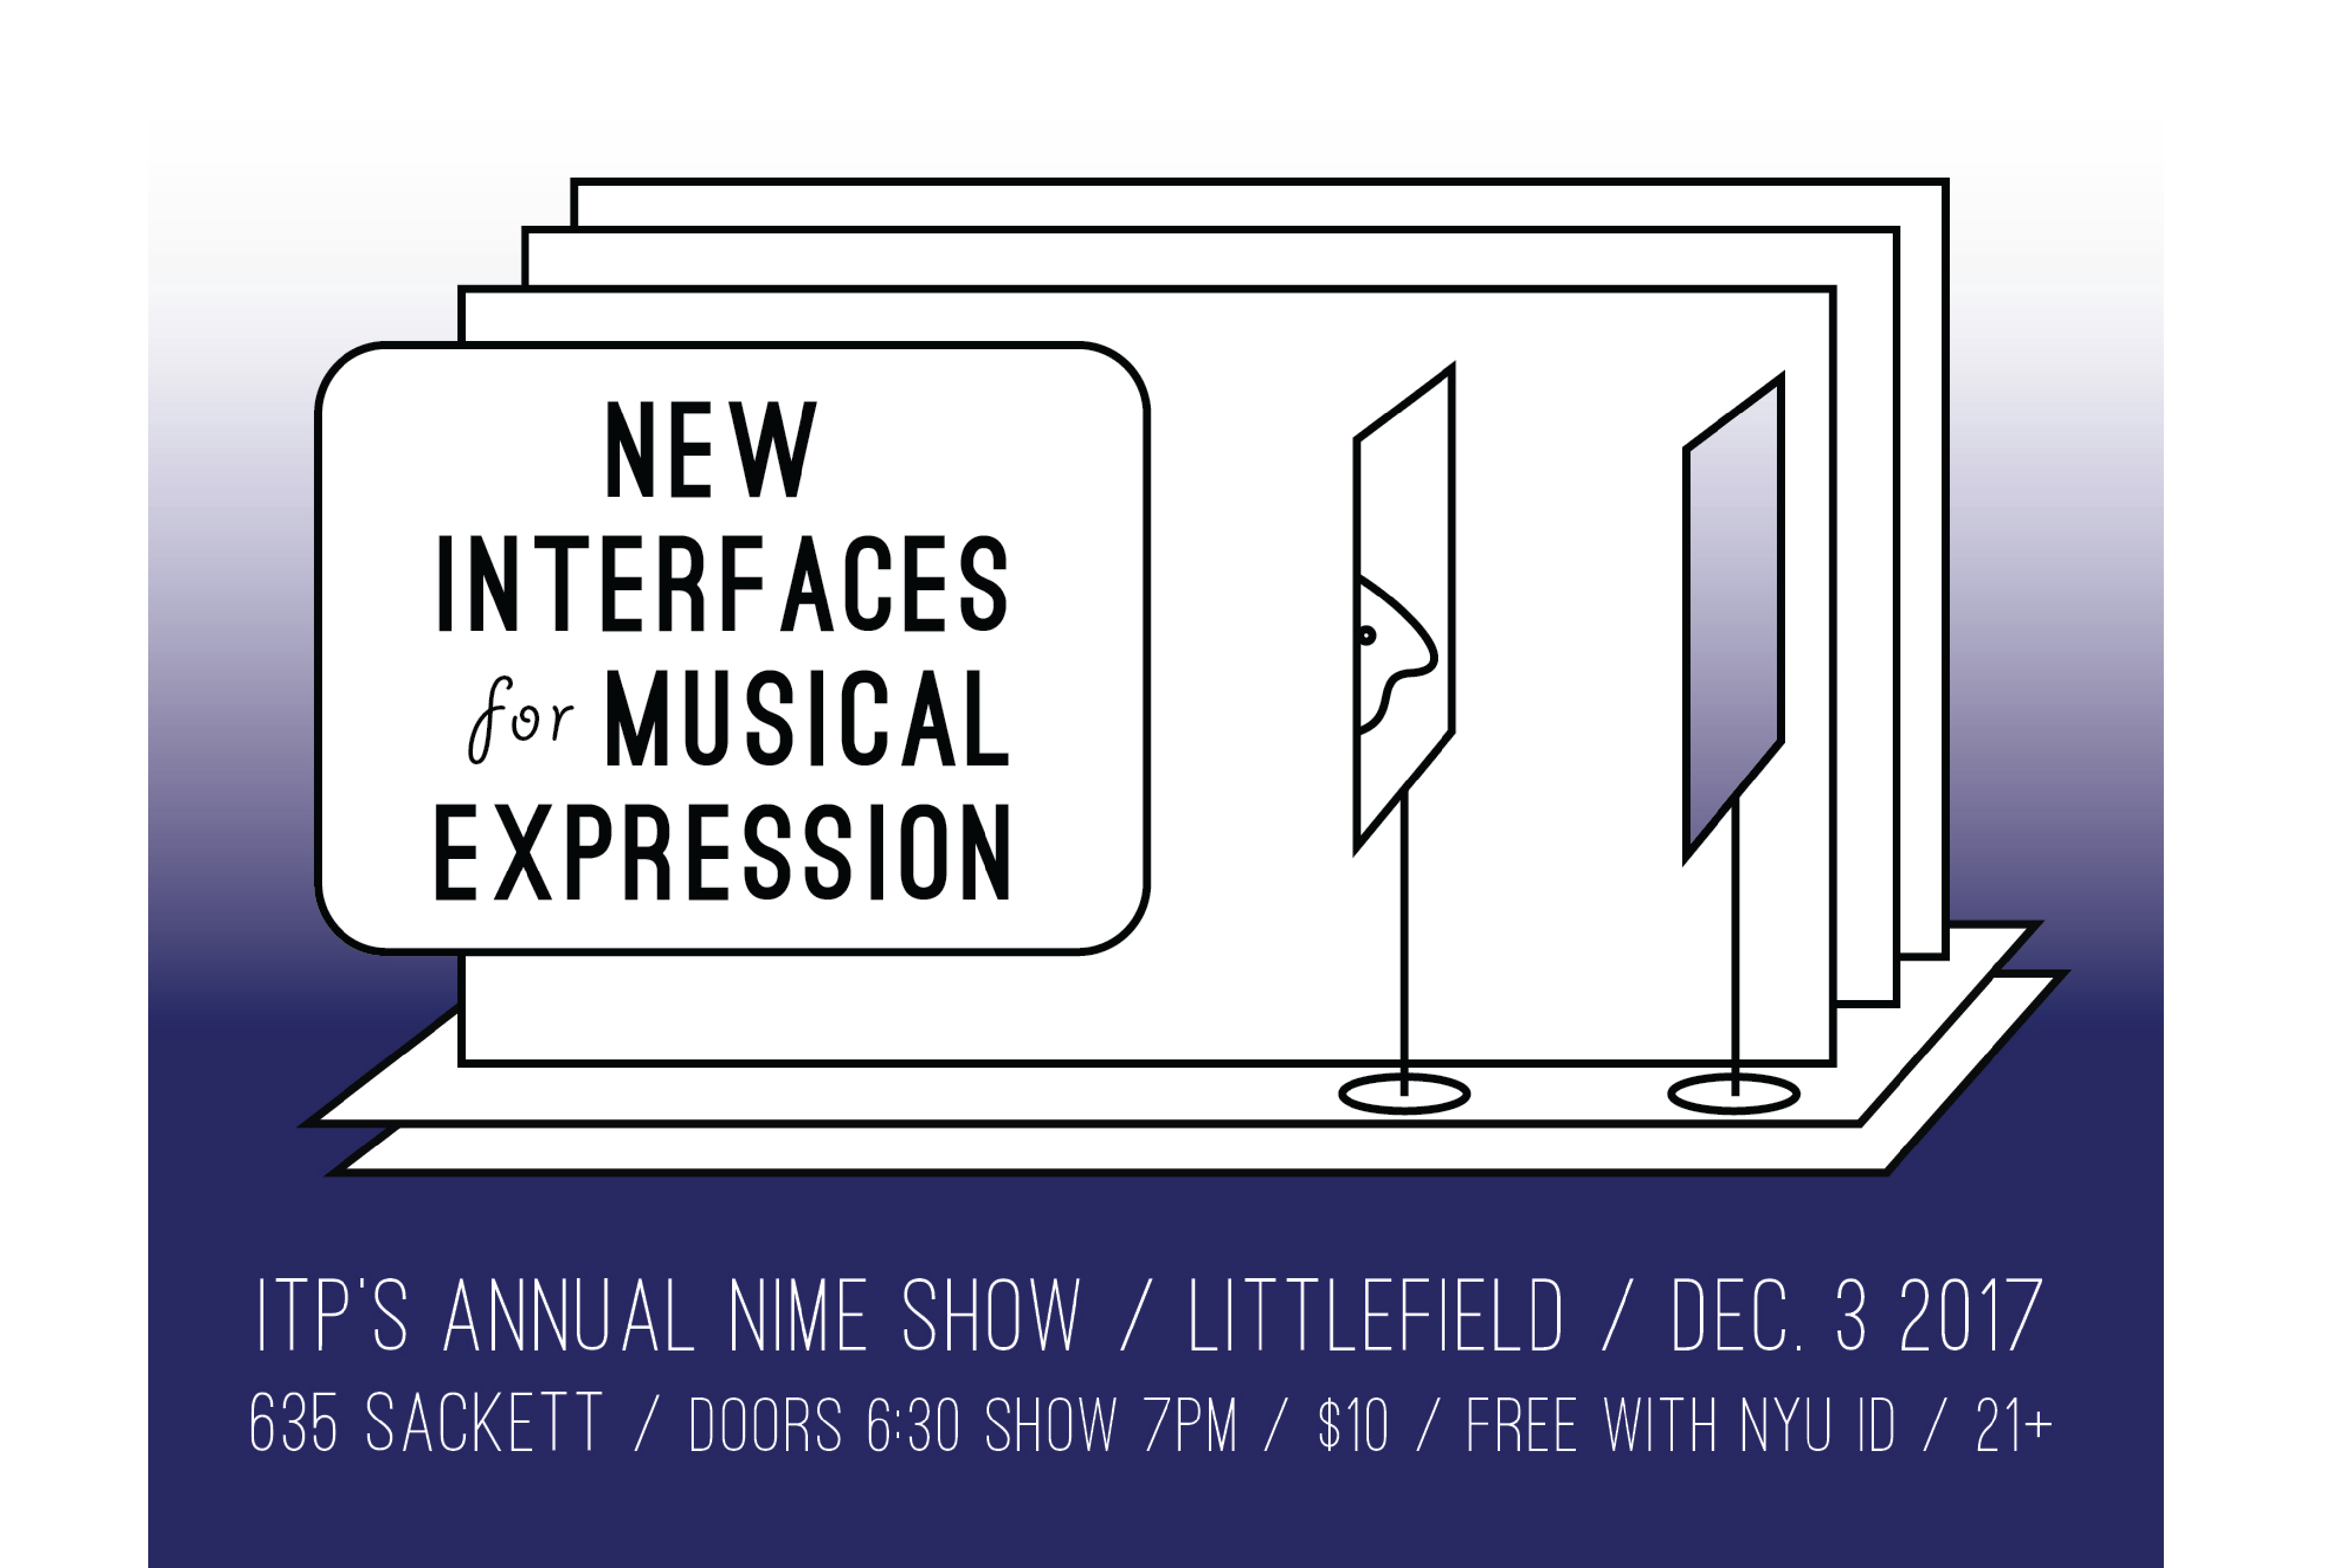 NEW
INTERFACES
for MUSICAL
EXPRESSION
ITP'S ANNUAL NIME SHOW / LITTLEFIELD / DEC. 3 2017
635 SACKETT / DOORS 6:30 SHOW 7PM / $10 / FREE WITH NYU ID / 21+